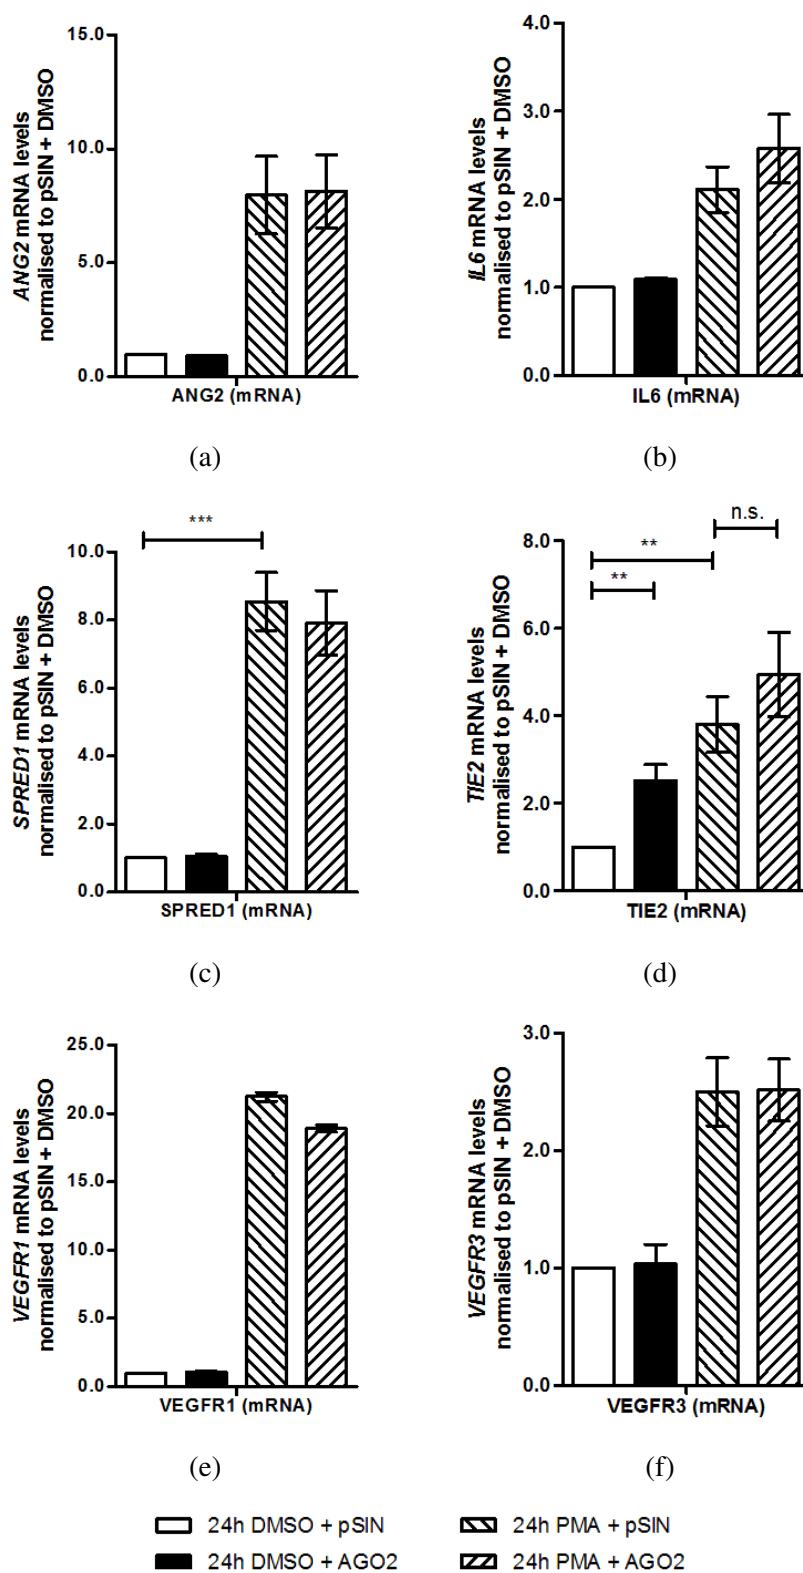 ANG2 mRNA levels
normalised to pSIN + DMSO
15.0
10.0
5.0
0.0
ANG2 (mRNA)
(a)
IL6 mRNA levels
normalised to pSIN + DMSO
4.0
3.0
2.0
1.0
0.0
IL6 (mRNA)
(b)
SPRED1 mRNA levels
normalised to pSIN + DMSO
10.0
8.0
6.0
4.0
2.0
0.0
***
SPRED1 (mRNA)
(c)
TIE2 mRNA levels
normalised to pSIN + DMSO
8.0
6.0
4.0
2.0
0.0
n.s.
**
**
TIE2 (mRNA)
(d)
VEGFR1 mRNA levels
normalised to pSIN + DMSO
25.0
20.0
15.0
10.0
5.0
0.0
VEGFR1 (mRNA)
(e)
VEGFR3 mRNA levels
normalised to pSIN + DMSO
3.0
2.0
1.0
0.0
VEGFR3 (mRNA)
(f)
24h DMSO + pSIN
24h PMA + pSIN
24h DMSO + AGO2
24h PMA + AGO2